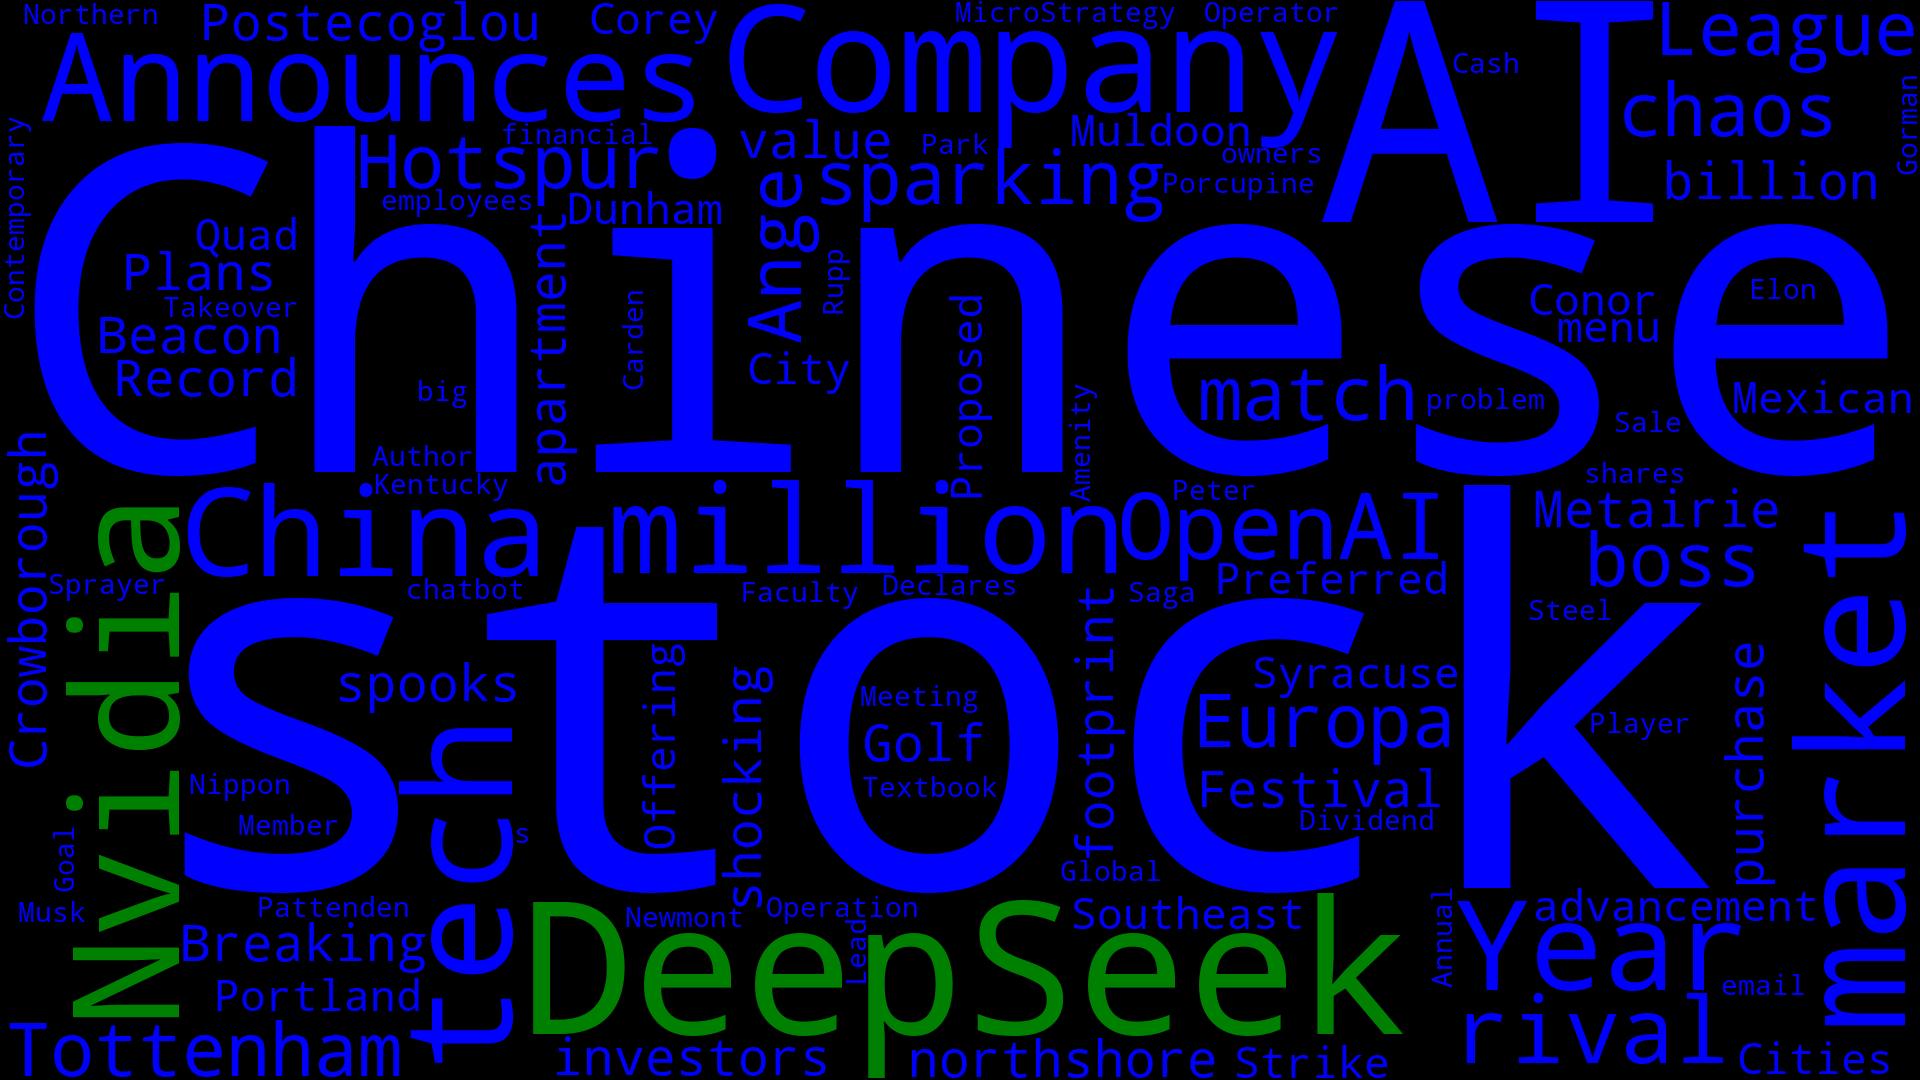 Northern
Postecoglou
Corey
MicroStrategy
Operator
League
Announces
Company
AI
Cash
chaos
Gorman
Contemporary
Hotspur
financial
value
Park
Muldoon
owners
sparking
Porcupine
billion
employees
Dunham
Chinese
Quad
Plans
Takeover
Beacon
Record
big
apartment
Carden
Ange
Rupp
City
Proposed
Amenity
match
problem
Conor
menu
Elon
Mexican
Sale
shares
Author
Kentucky
Crowborough
Nvidia
China
million
Peter
OpenAI
Metairie
boss
market
Sprayer
chatbot
Faculty
Declares
Saga
Preferred
Steel
stock
spooks
tech
Offering
shocking
Meeting
Golf
Textbook
footprint
Syracuse
Europa
Festival
Dividend
Player
purchase
Nippon
Member
s
Goal
Global
Musk
Pattenden
Breaking
Portland
Tottenham
Newmont
Operation
Lead
DeepSeek
Southeast
Annual
Year
advancement
email
rival
investors
northshore
Strike
Cities